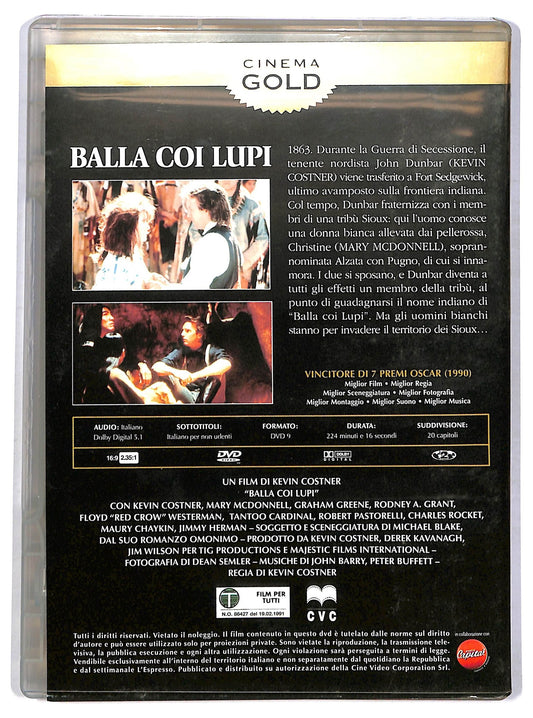 CINEMA
GOLD
BALLA COI LUPI
1863. Durante la Guerra di Secessione, il
tenente nordista John Dunbar (KEVIN
COSTNER) viene trasferito a Fort Sedgewick,
ultimo avamposto sulla frontiera indiana.
Col tempo, Dunbar fraternizza con i mem-
bri di una tribù Sioux: qui l'uomo conosce
una donna bianca allevata dai pellerossa,
Christine (MARY MCDONNELL), sopran-
nominata Alzata con Pugno, di cui si inna-
mora. I due si sposano, e Dunbar diventa a
tutti gli effetti un membro della tribù, al
punto di guadagnarsi il nome indiano di
"Balla coi Lupi". Ma gli uomini bianchi
stanno per invadere il territorio dei Sioux...
VINCITORE DI 7 PREMI OSCAR (1990)
Miglior Film • Miglior Regia
Miglior Sceneggiatura • Miglior Fotografia
Miglior Montaggio • Miglior Suono • Miglior Musica
AUDIO: Italiano
Dolby Digital 5.1
SOTTOTITOLI:
Italiano per non udenti
FORMATO:
DVD 9
DURATA:
224 minuti e 16 secondi
SUDDIVISIONE:
20 capitoli
16:9 2.35:1
DVD
VIDEO
DOLBY
DIGITAL
2
UN FILM DI KEVIN COSTNER
"BALLA COI LUPI"
CON KEVIN COSTNER, MARY MCDONNELL, GRAHAM GREENE, RODNEY A. GRANT,
FLOYD "RED CROW" WESTERMAN, TANTOO CARDINAL, ROBERT PASTORELLI, CHARLES ROCKET,
MAURY CHAYKIN, JIMMY HERMAN – SOGGETTO E SCENEGGIATURA DI MICHAEL BLAKE,
DAL SUO ROMANZO OMONIMO – PRODOTTO DA KEVIN COSTNER, DEREK KAVANAGH,
JIM WILSON PER TIG PRODUCTIONS E MAJESTIC FILMS INTERNATIONAL –
FOTOGRAFIA DI DEAN SEMLER – MUSICHE DI JOHN BARRY, PETER BUFFETT –
REGIA DI KEVIN COSTNER
T
FILM PER
TUTTI
N.O. 86427 del 19.02.1991
CVC
Tutti i diritti riservati. Vietato il noleggio. Il film contenuto in questo dvd è tutelato dalle norme sul diritto
d'autore e può essere utilizzato solo per proiezioni private. Sono vietate la riproduzione, la trasmissione televi-
siva, la pubblica esecuzione e ogni altra utilizzazione. Ogni violazione sarà perseguita a termini di legge.
Vendibile esclusivamente all'interno del territorio italiano e non separatamente dal quotidiano la Repubblica
e dal settimanale L'Espresso. Pubblicato e distribuito su autorizzazione della Cine Video Corporation Srl.
in collaborazione con
Capital